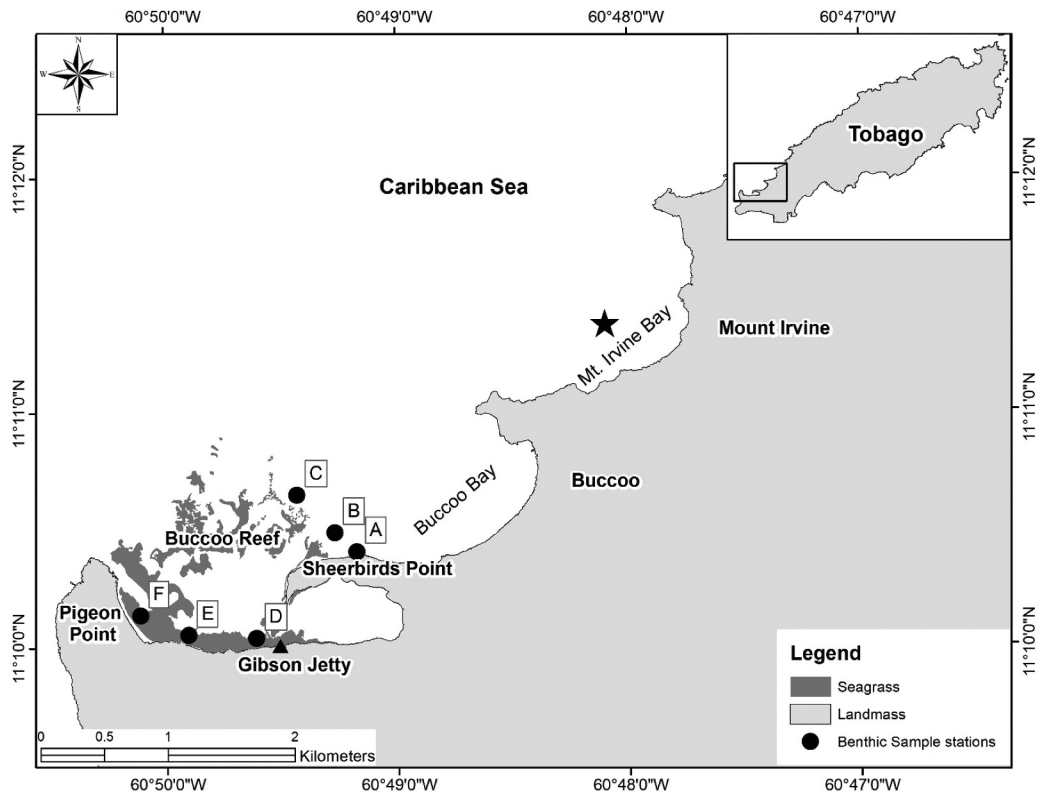 60°50'0"W 60°49'0"W 60°48'0"W 60°47'0"W
N
W E
S
Tobago
11°12'0"N 11°12'0"N
Caribbean Sea
Mount Irvine
Mt. Irvine Bay
11°11'0"N 11°11'0"N
C
Buccoo
Buccoo Bay
B
A
Buccoo Reef
Sheerbirds Point
F
Pigeon
Point
E
D
11°10'0"N 11°10'0"N
Gibson Jetty
Legend
Seagrass
Landmass
Benthic Sample stations
0 0.5 1 2
Kilometers
60°50'0"W 60°49'0"W 60°48'0"W 60°47'0"W